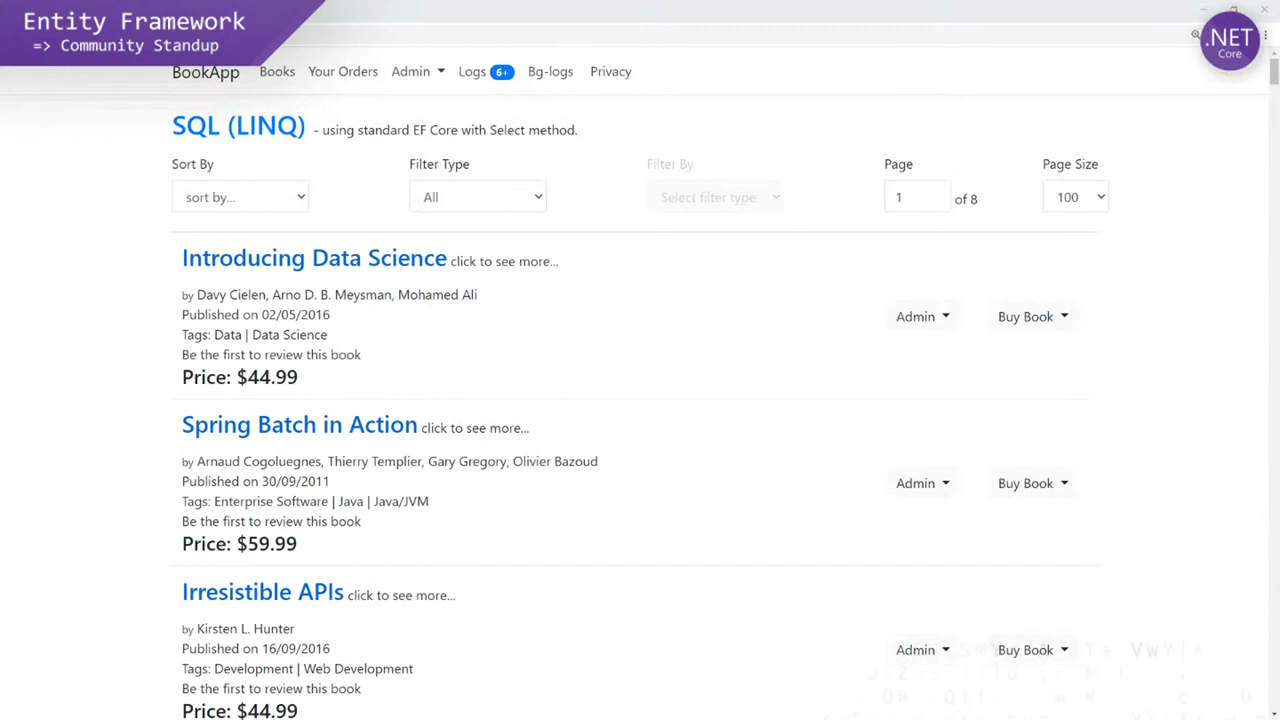 Entity Framework
=> Community Standup
.NET
Core
BookApp Books Your Orders Admin Logs 6+ Bg-logs Privacy
SQL (LINQ) - using standard EF Core with Select method.
Sort By Filter Type Filter By Page Page Size
sort by... All Select filter type 1 of 8 100
Introducing Data Science click to see more...
by Davy Cielen, Arno D. B. Meysman, Mohamed Ali
Published on 02/05/2016
Admin Buy Book
Tags: Data | Data Science
Be the first to review this book
Price: $44.99
Spring Batch in Action click to see more...
by Arnaud Cogoluegnes, Thierry Templier, Gary Gregory, Olivier Bazoud
Published on 30/09/2011
Admin Buy Book
Tags: Enterprise Software | Java | Java/JVM
Be the first to review this book
Price: $59.99
Irresistible APIs click to see more...
by Kirsten L. Hunter
Published on 16/09/2016
Admin Buy Book
Tags: Development | Web Development
Be the first to review this book
Price: $44.99